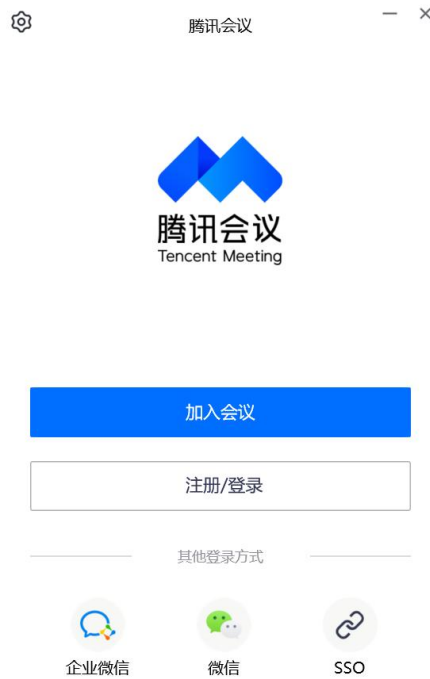 腾讯会议
腾讯会议
Tencent Meeting
加入会议
注册/登录
其他登录方式
企业微信
微信
SSO